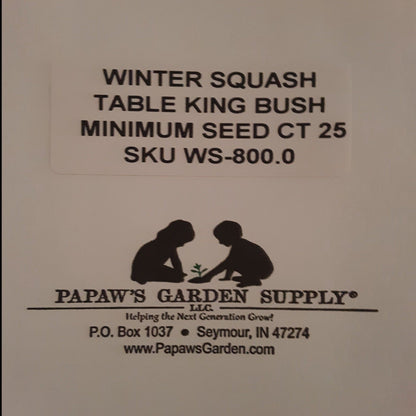 WINTER SQUASH
TABLE KING BUSH
MINIMUM SEED CT 25
SKU WS-800.0
PAPAW'S GARDEN SUPPLY®
LLC.
Helping the Next Generation Grow!
P.O. Box 1037 ● Seymour, IN 47274
www.PapawsGarden.com